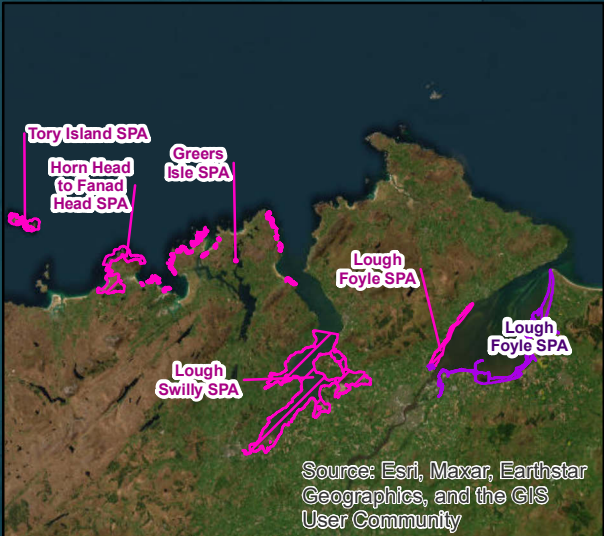 Tory Island SPA
Horn Head
to Fanad
Head SPA
Greers
Isle SPA
Lough
Foyle SPA
Lough
Foyle SPA
Lough
Swilly SPA
Source: Esri, Maxar, Earthstar
Geographics, and the GIS
User Community